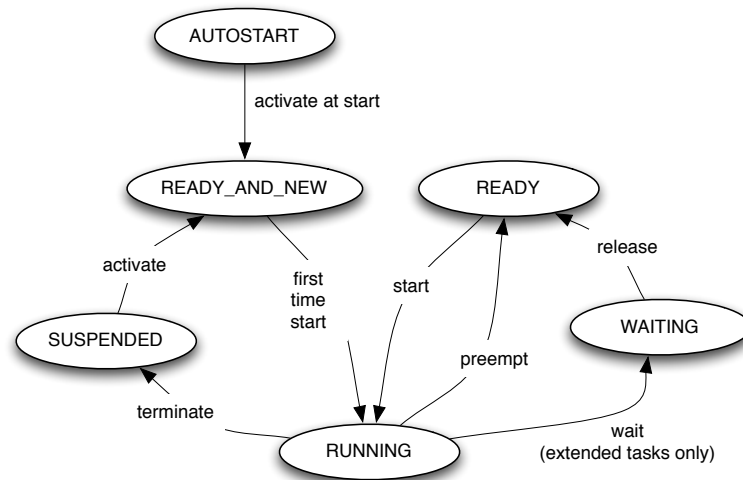 AUTOSTART
activate at start
READY_AND_NEW
READY
activate
first
time
start
start
release
SUSPENDED
preempt
WAITING
terminate
RUNNING
wait
(extended tasks only)